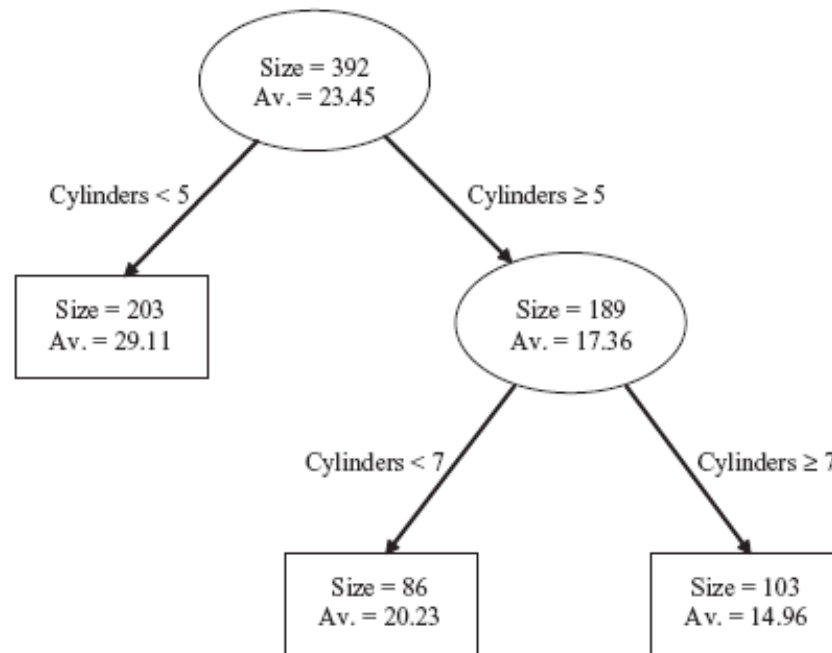 Size = 392
Av. = 23.45
Cylinders < 5
Cylinders ≥ 5
Size = 203
Av. = 29.11
Size = 189
Av. = 17.36
Cylinders < 7
Cylinders ≥ 7
Size = 86
Av. = 20.23
Size = 103
Av. = 14.96